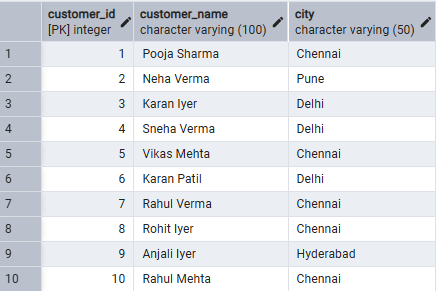 customer_id customer_name city
[PK] integer character varying (100) character varying (50)
1 1 Pooja Sharma Chennai
2 2 Neha Verma Pune
3 3 Karan Iyer Delhi
4 4 Sneha Verma Delhi
5 5 Vikas Mehta Chennai
6 6 Karan Patil Delhi
7 7 Rahul Verma Chennai
8 8 Rohit Iyer Chennai
9 9 Anjali Iyer Hyderabad
10 10 Rahul Mehta Chennai